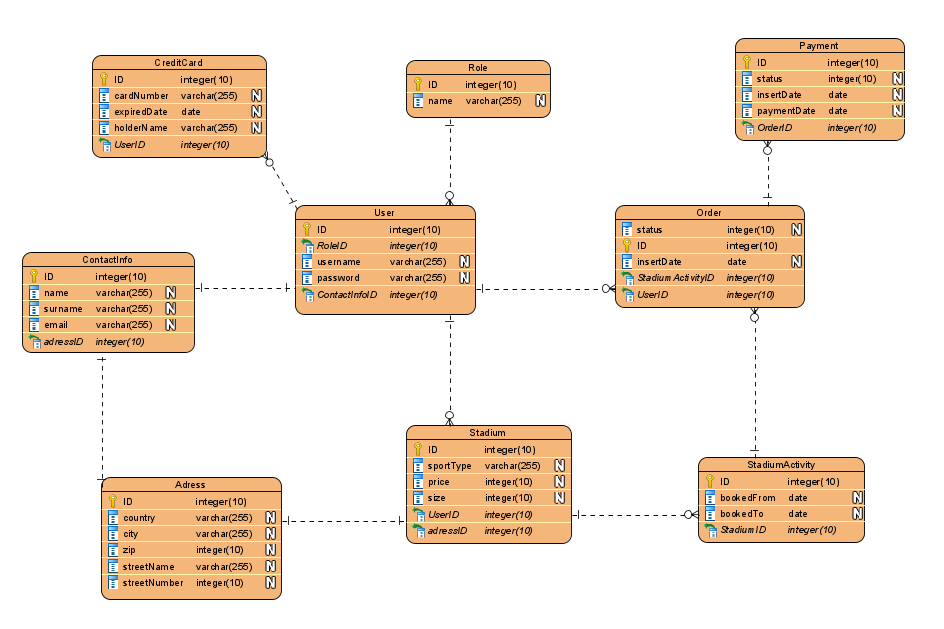 CreditCard
ID integer(10)
cardNumber varchar(255) N
expiredDate date N
holderName varchar(255) N
UserID integer(10)
Role
ID integer(10)
name varchar(255) N
Payment
ID integer(10)
status integer(10) N
insertDate date N
paymentDate date N
OrderID integer(10)
User
ID integer(10)
RoleID integer(10)
username varchar(255) N
password varchar(255) N
ContactInfoID integer(10)
Order
status integer(10) N
ID integer(10)
insertDate date N
StadiumActivityID integer(10)
UserID integer(10)
ContactInfo
ID integer(10)
name varchar(255) N
surname varchar(255) N
email varchar(255) N
adressID integer(10)
Stadium
ID integer(10)
sportType varchar(255) N
price integer(10) N
size integer(10) N
UserID integer(10)
adressID integer(10)
StadiumActivity
ID integer(10)
bookedFrom date N
bookedTo date N
StadiumID integer(10)
Adress
ID integer(10)
country varchar(255) N
city varchar(255) N
zip integer(10) N
streetName varchar(255) N
streetNumber integer(10) N